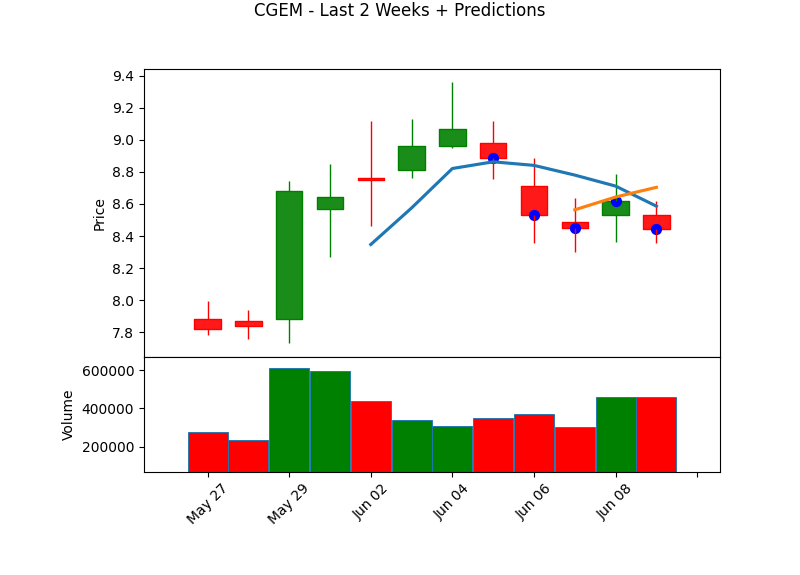 CGEM - Last 2 Weeks + Predictions
9.4
9.2
9.0
8.8
8.6
8.4
8.2
8.0
7.8
Price
600000
400000
200000
Volume
May 27
May 29
Jun 02
Jun 04
Jun 06
Jun 08